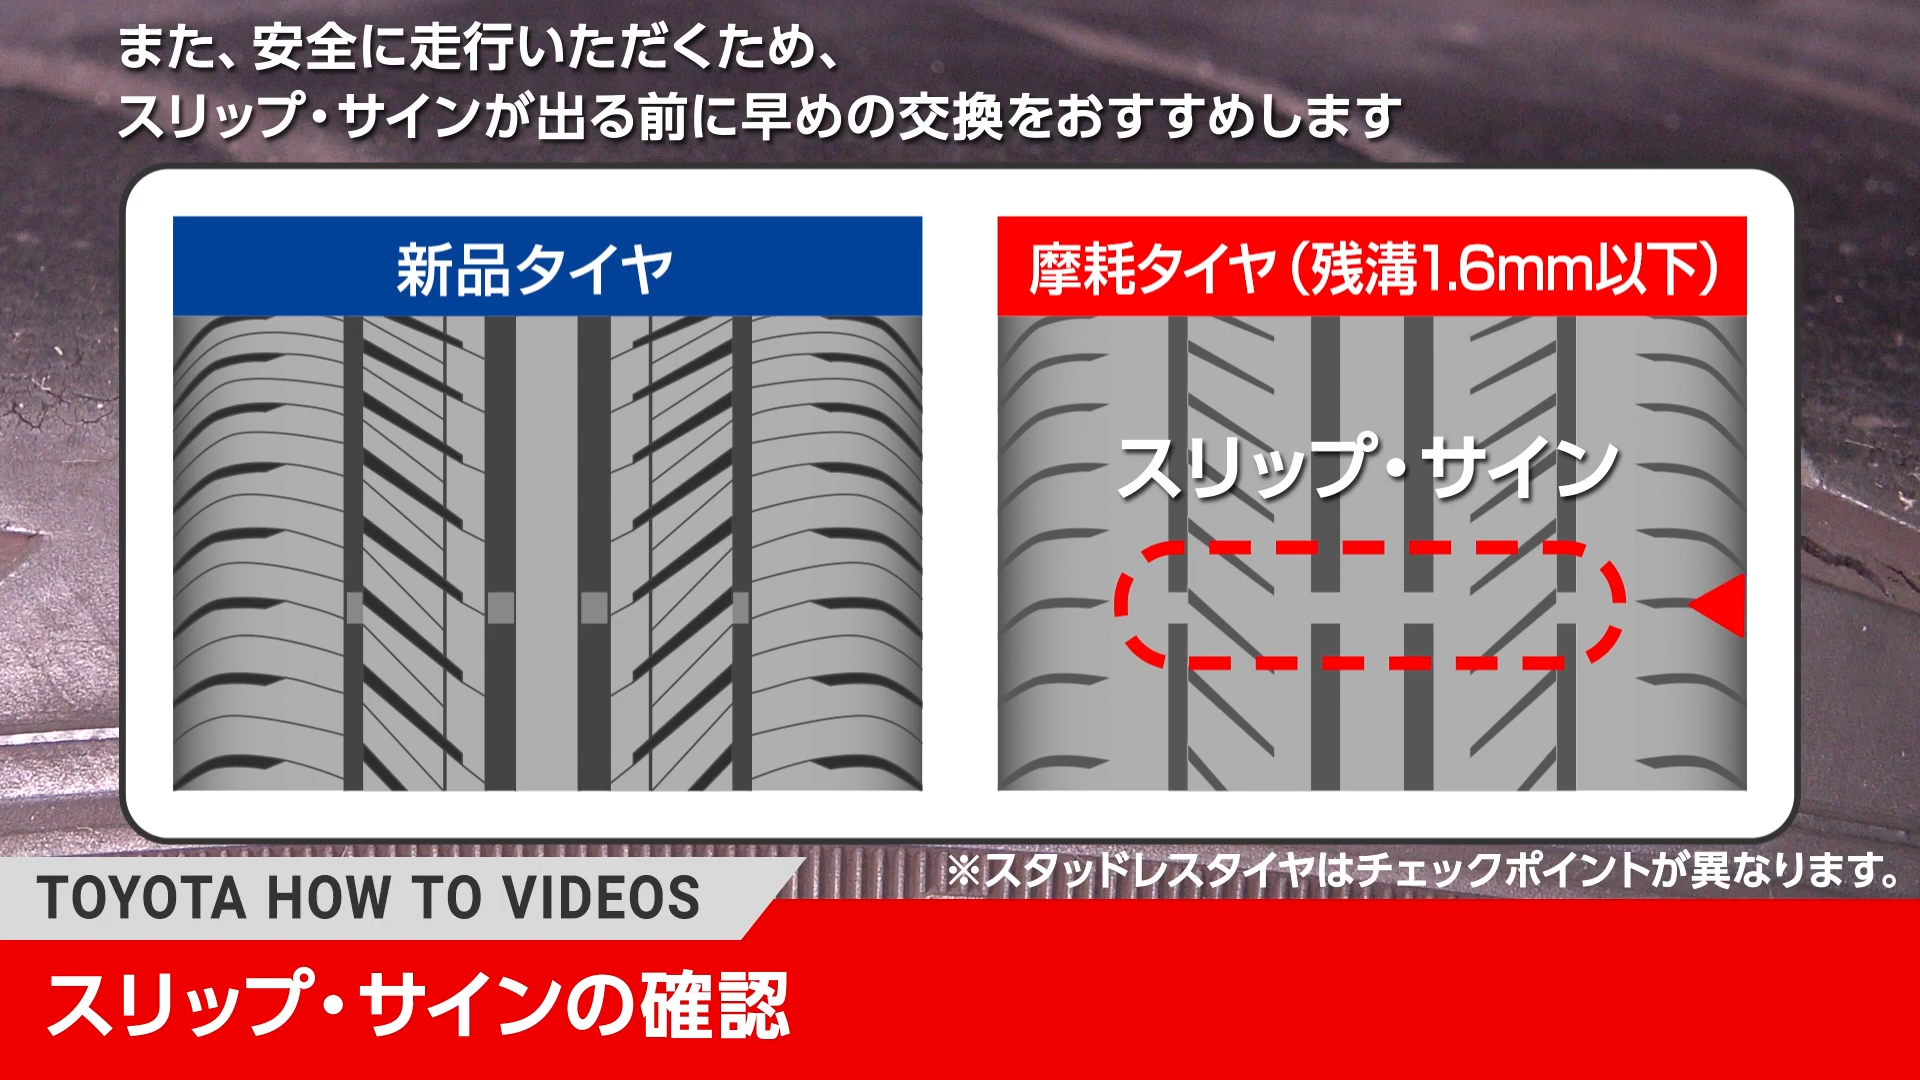 また、安全に走行いただくため、
スリップ・サインが出る前に早めの交換をおすすめします
新品タイヤ
摩耗タイヤ（残溝1.6mm以下）
スリップ・サイン
※スタッドレスタイヤはチェックポイントが異なります。
TOYOTA HOW TO VIDEOS
スリップ・サインの確認